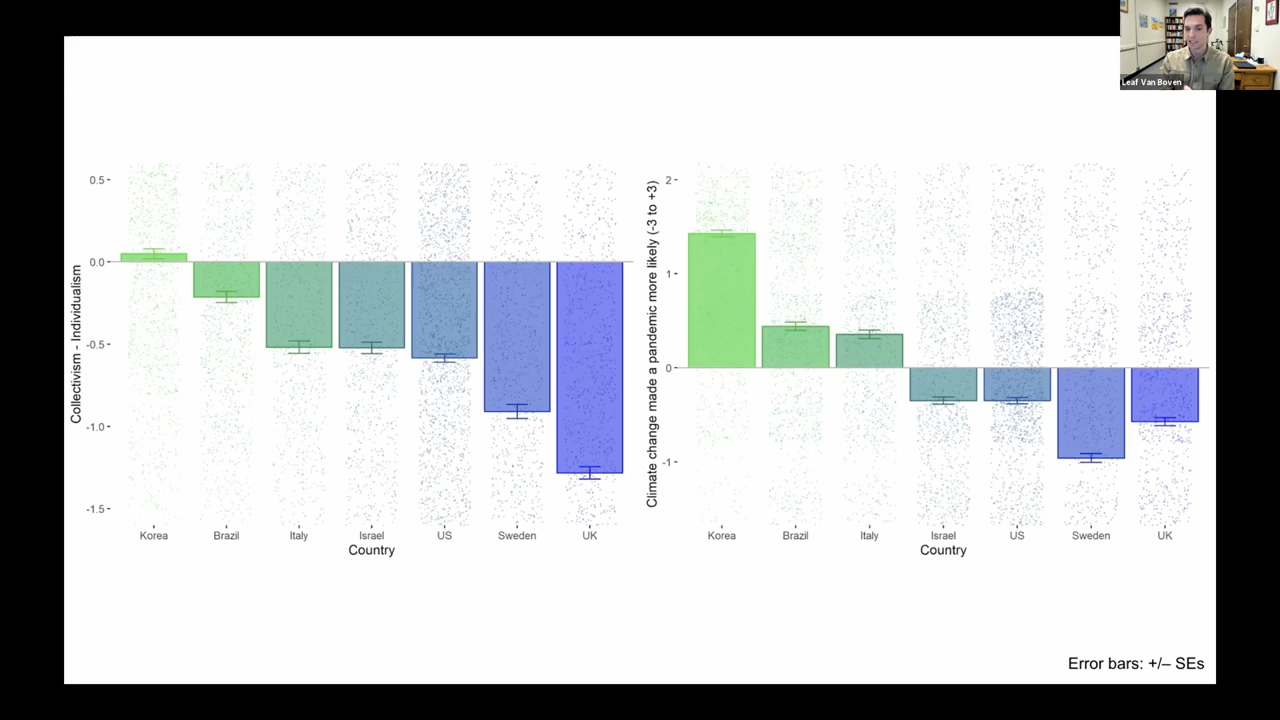 Leaf Van Boven
Collectivism - Individualism
0.5
0.0
-0.5
-1.0
-1.5
Korea Brazil Italy Israel US Sweden UK
Country
Climate change made a pandemic more likely (-3 to +3)
2
1
0
-1
Korea Brazil Italy Israel US Sweden UK
Country
Error bars: +/– SEs